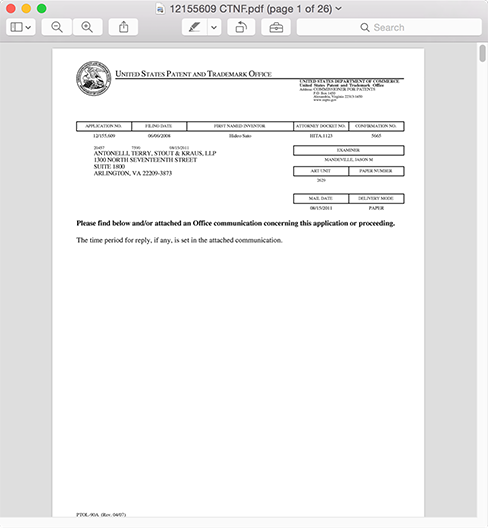 12155609 CTNF.pdf (page 1 of 26)
Search
UNITED STATES PATENT AND TRADEMARK OFFICE
UNITED STATES DEPARTMENT OF COMMERCE
United States Patent and Trademark Office
Address: COMMISSIONER FOR PATENTS
P.O. Box 1450
Alexandria, Virginia 22313-1450
www.uspto.gov
APPLICATION NO. FILING DATE FIRST NAMED INVENTOR ATTORNEY DOCKET NO. CONFIRMATION NO.
12/155,609 06/06/2008 Hideo Sato HITA.1123 5065
20457 7590 08/15/2011
ANTONELLI, TERRY, STOUT & KRAUS, LLP
1300 NORTH SEVENTEENTH STREET
SUITE 1800
ARLINGTON, VA 22209-3873
EXAMINER
MANDEVILLE, JASON M
ART UNIT PAPER NUMBER
2629
MAIL DATE DELIVERY MODE
08/15/2011 PAPER
Please find below and/or attached an Office communication concerning this application or proceeding.
The time period for reply, if any, is set in the attached communication.
PTOL-90A (Rev. 04/07)